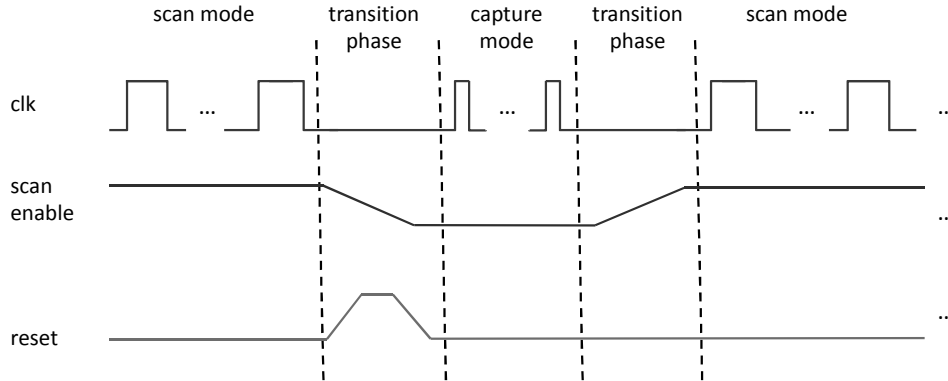 scan mode
transition
phase
capture
mode
transition
phase
scan mode
clk
...
...
...
..
scan
enable
..
reset
..